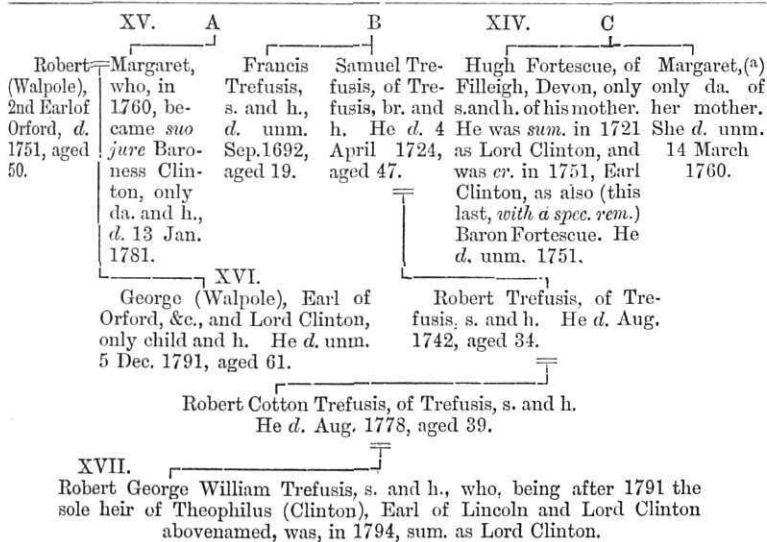 XV. A B XIV. C
Robert
(Walpole),
2nd Earl of
Orford, d.
1751, aged
50.
Margaret,
who, in
1760, be-
came suo
jure Baro-
ness Clin-
ton, only
da. and h.,
d. 13 Jan.
1781.
Francis
Trefusis,
s. and h.,
d. unm.
Sep. 1692,
aged 19.
Samuel Tre-
fusis, of Tre-
fusis, br. and
h. He d. 4
April 1724,
aged 47.
Hugh Fortescue, of
Filleigh, Devon, only
s. and h. of his mother.
He was sum. in 1721
as Lord Clinton, and
was cr. in 1751, Earl
Clinton, as also (this
last, with a spec. rem.)
Baron Fortescue. He
d. unm. 1751.
Margaret,(a)
only da. of
her mother.
She d. unm.
14 March
1760.
XVI.
George (Walpole), Earl of
Orford, &c., and Lord Clinton,
only child and h. He d. unm.
5 Dec. 1791, aged 61.
Robert Trefusis, of Tre-
fusis, s. and h. He d. Aug.
1742, aged 34.
Robert Cotton Trefusis, of Trefusis, s. and h.
He d. Aug. 1778, aged 39.
XVII.
Robert George William Trefusis, s. and h., who, being after 1791 the
sole heir of Theophilus (Clinton), Earl of Lincoln and Lord Clinton
abovenamed, was, in 1794, sum. as Lord Clinton.